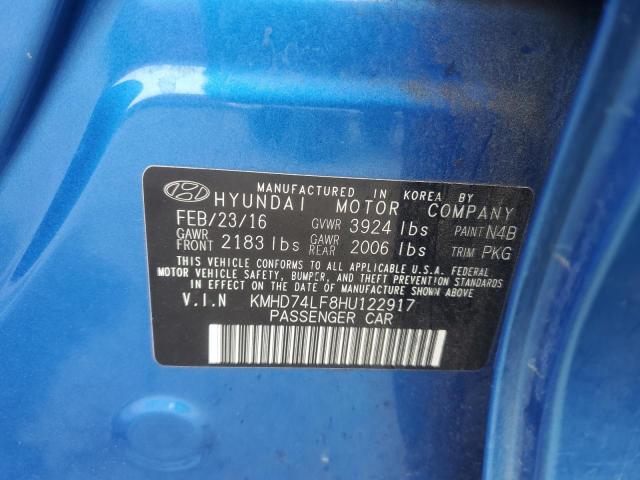 MANUFACTURED IN KOREA BY
HYUNDAI MOTOR COMPANY
FEB/23/16 GVWR 3924 lbs PAINT N4B
GAWR FRONT 2183 lbs GAWR REAR 2006 lbs TRIM PKG
THIS VEHICLE CONFORMS TO ALL APPLICABLE U.S.A. FEDERAL
MOTOR VEHICLE SAFETY, BUMPER, AND THEFT PREVENTION STANDARDS
IN EFFECT ON THE DATE OF MANUFACTURE SHOWN ABOVE
V.I.N KMHD74LF8HU122917
PASSENGER CAR